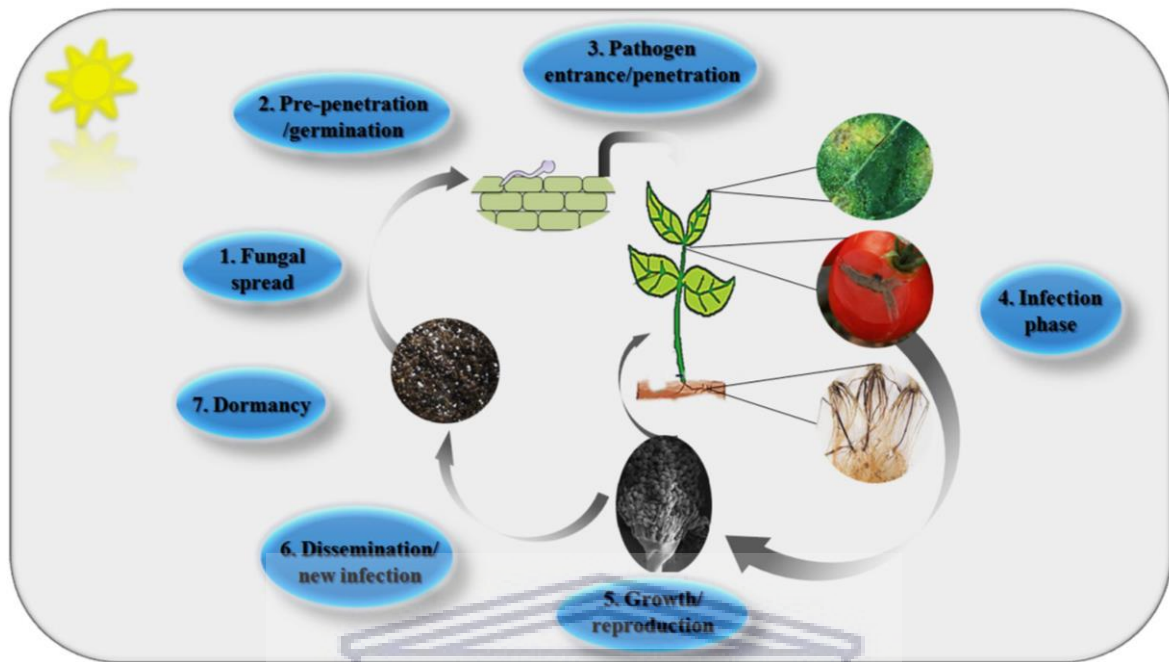 1. Fungal
spread
2. Pre-penetration
/germination
3. Pathogen
entrance/penetration
4. Infection
phase
5. Growth/
reproduction
6. Dissemination/
new infection
7. Dormancy